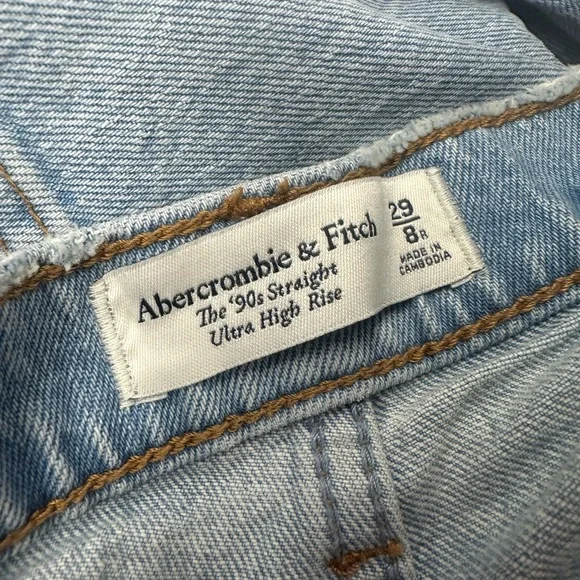 Abercrombie & Fitch
The '90s Straight
Ultra High Rise
29
8R
MADE IN
CAMBODIA